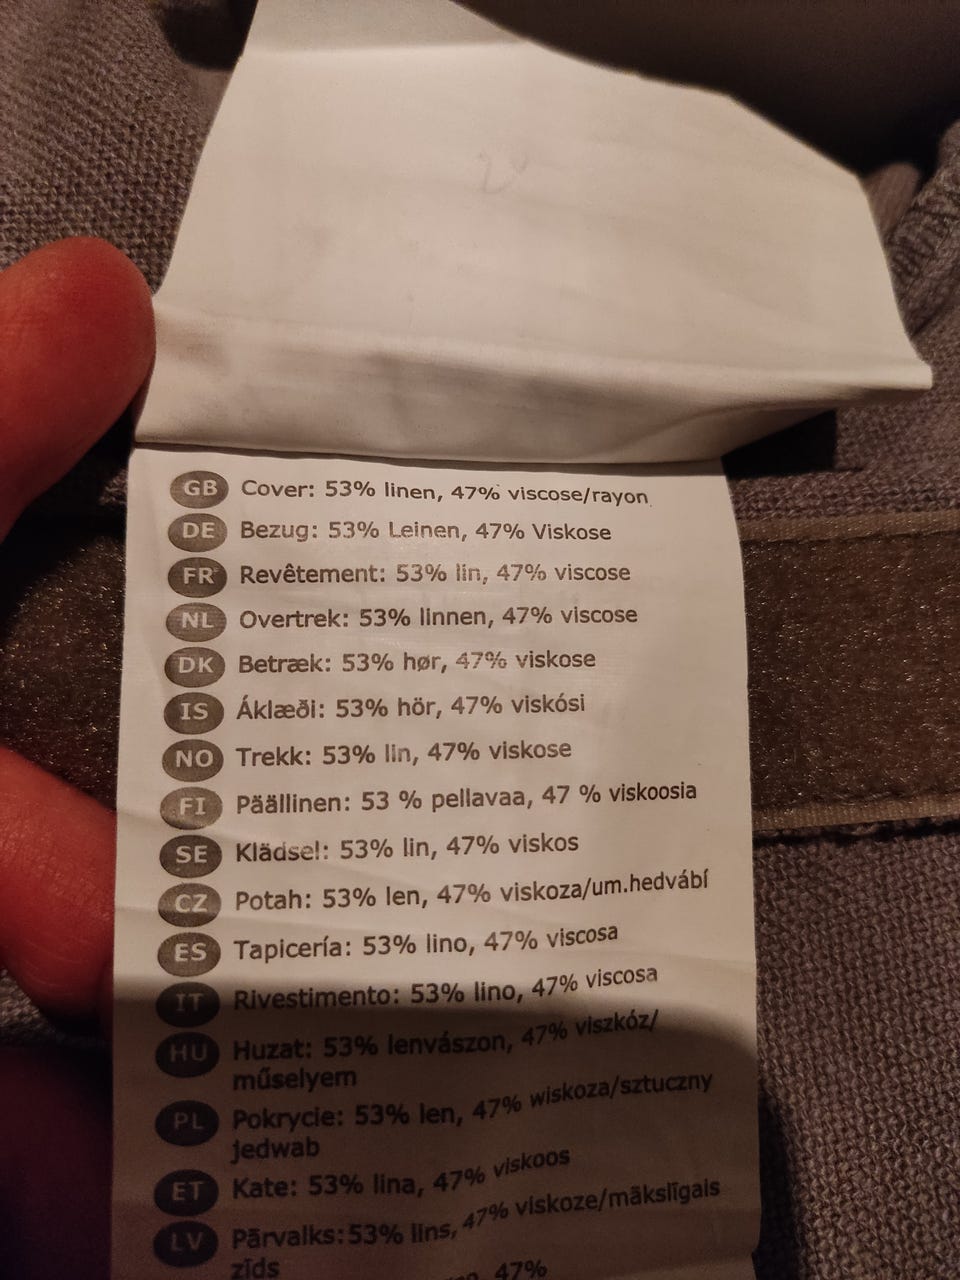 GB Cover: 53% linen, 47% viscose/rayon
DE Bezug: 53% Leinen, 47% Viskose
FR Revêtement: 53% lin, 47% viscose
NL Overtrek: 53% linnen, 47% viscose
DK Betræk: 53% hør, 47% viskose
IS Áklæði: 53% hör, 47% viskósi
NO Trekk: 53% lin, 47% viskose
FI Päällinen: 53 % pellavaa, 47 % viskoosia
SE Klädsel: 53% lin, 47% viskos
CZ Potah: 53% len, 47% viskoza/um.hedvábí
ES Tapicería: 53% lino, 47% viscosa
IT Rivestimento: 53% lino, 47% viscosa
HU Huzat: 53% lenvászon, 47% viszkóz/
műselyem
PL Pokrycie: 53% len, 47% wiskoza/sztuczny
jedwab
ET Kate: 53% lina, 47% viskoos
LV Pārvalks: 53% lins, 47% viskoze/mākslīgais
zīds
47%